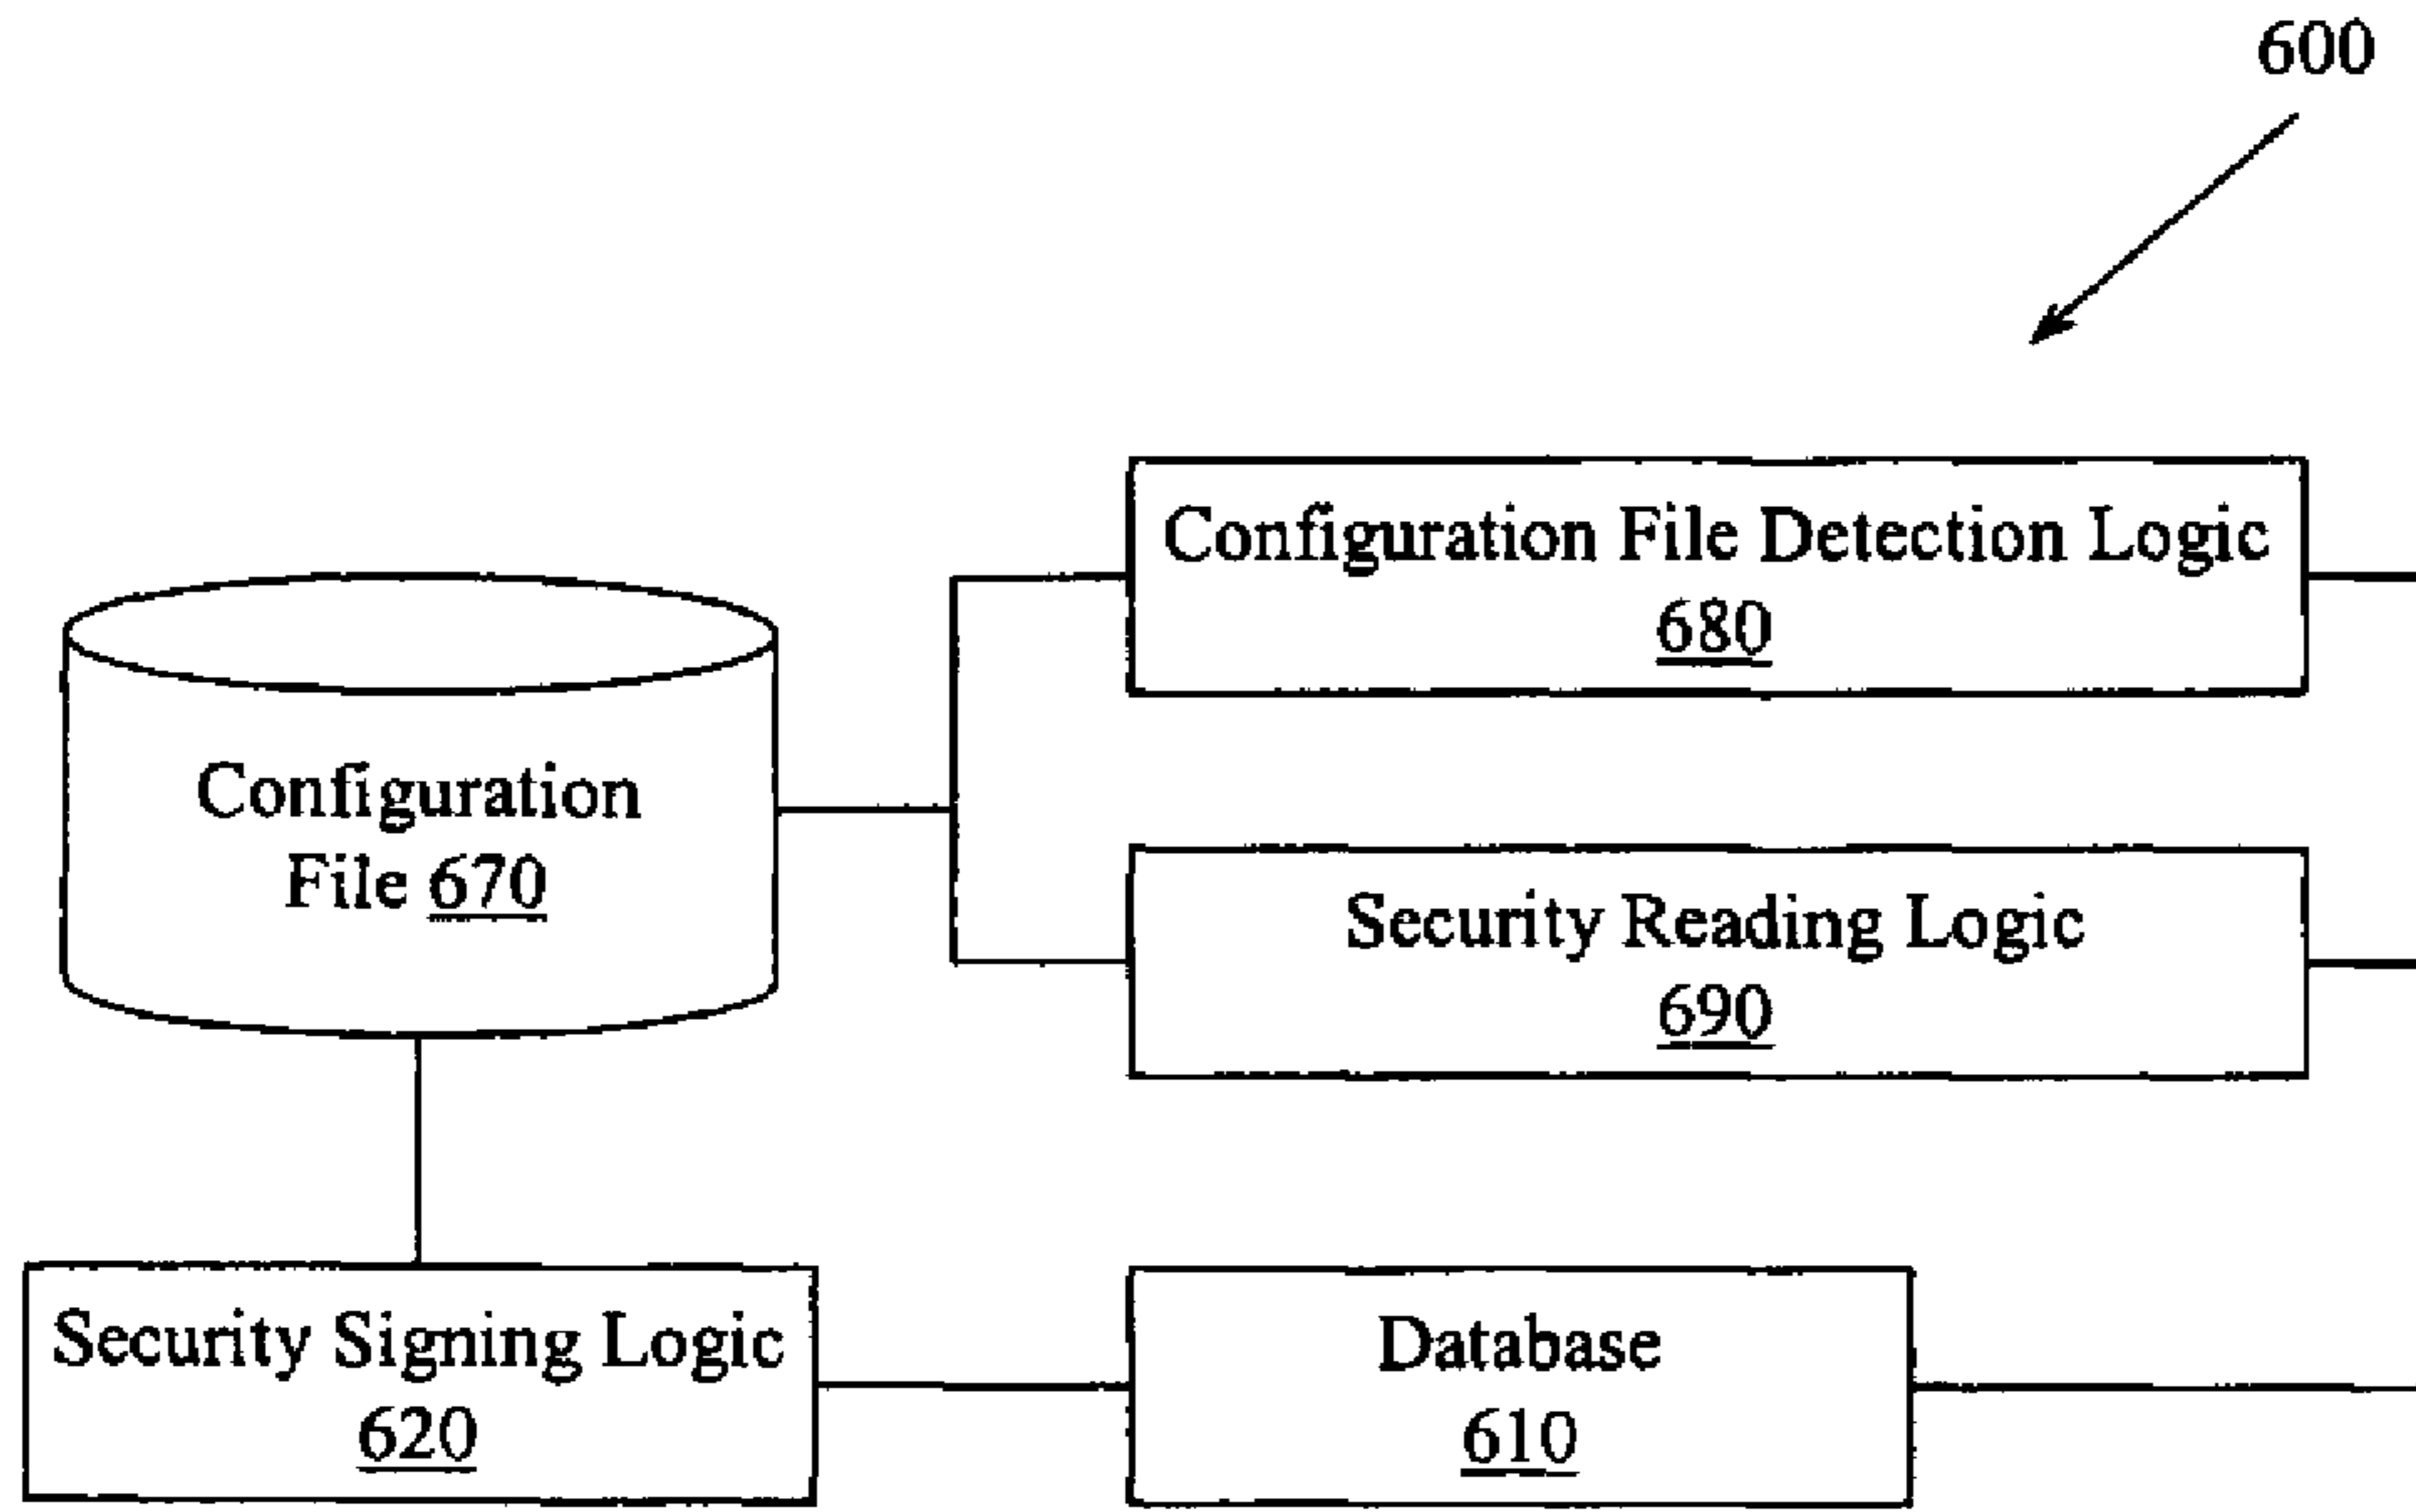 600
Configuration File Detection Logic
680
Configuration
File 670
Security Reading Logic
690
Security Signing Logic
620
Database
610